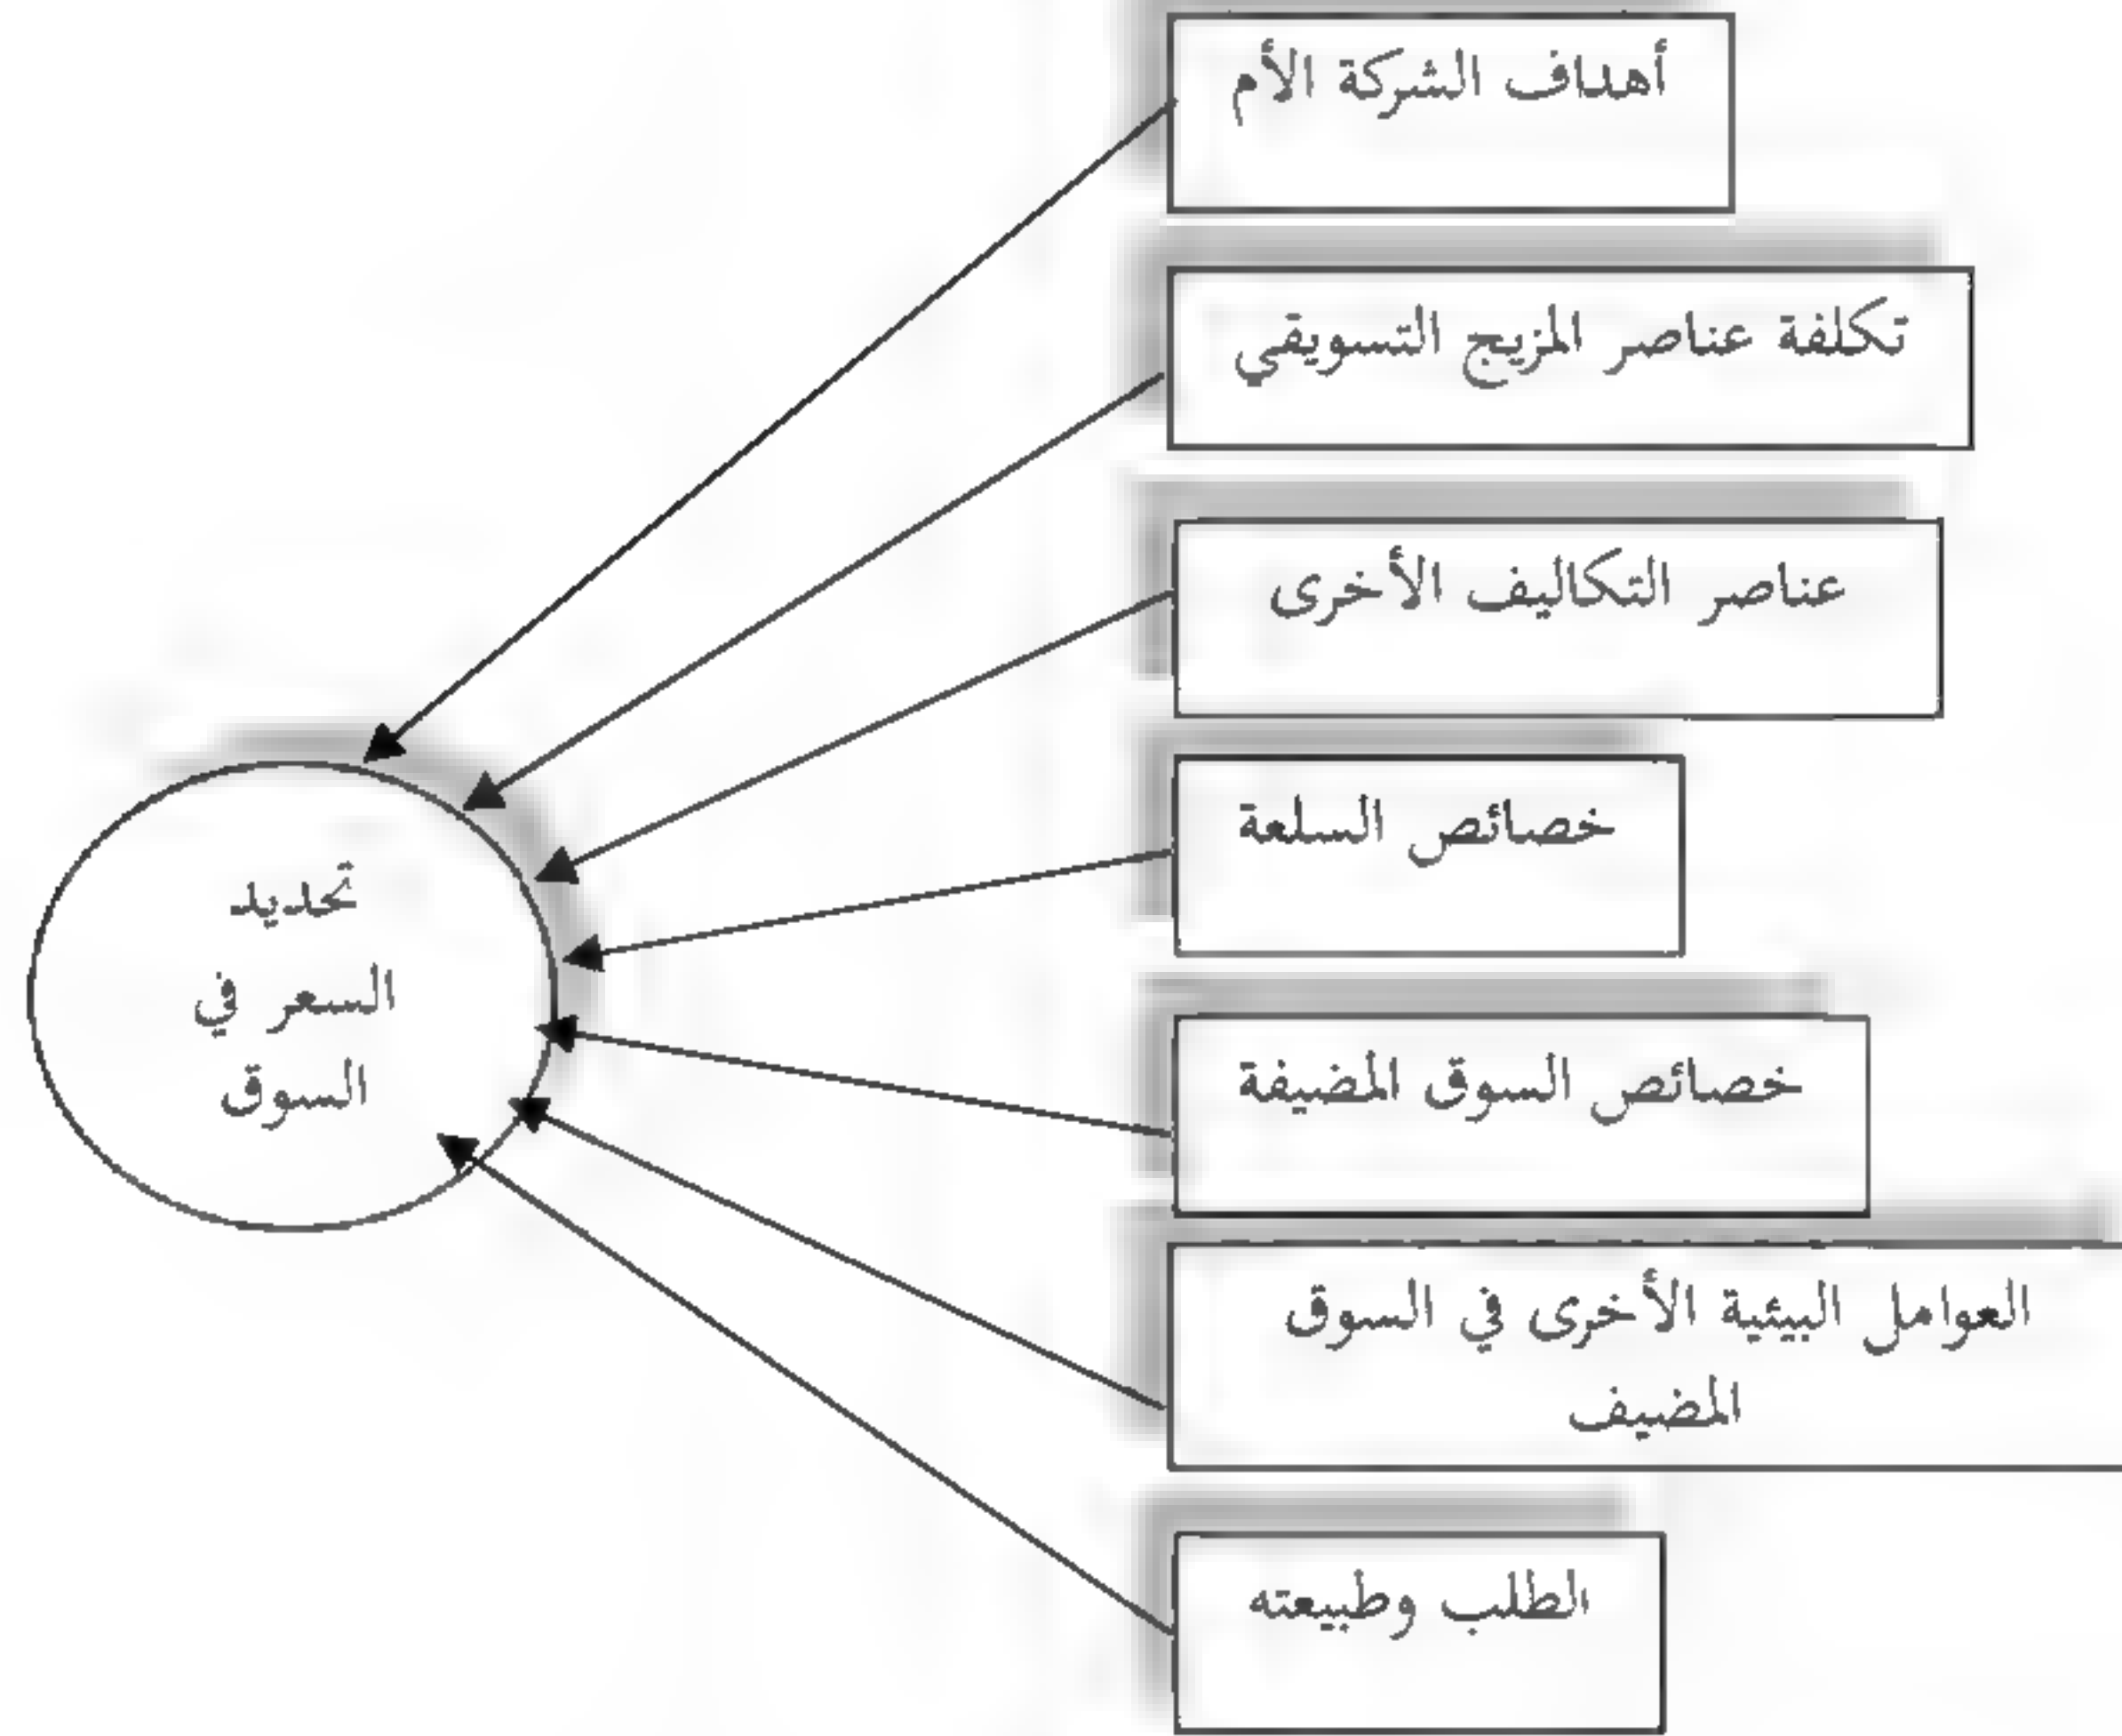 أهداف الشركة الأم
تكلفة عناصر المزيج التسويقي
عناصر التكاليف الأخرى
خصائص السلعة
خصائص السوق المضيفة
العوامل البيئية الأخرى في السوق
المضيف
الطلب وطبيعته
تحديد
السعر في
السوق